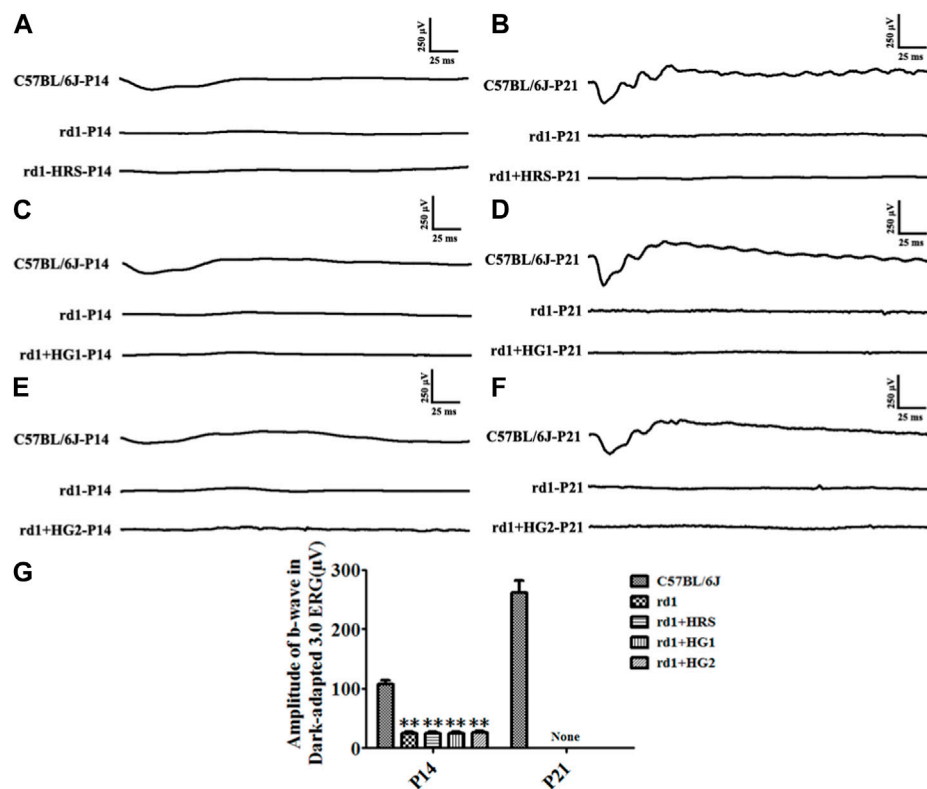 A
250 µV
25 ms
C57BL/6J-P14
rd1-P14
rd1-HRS-P14
B
250 µV
25 ms
C57BL/6J-P21
rd1-P21
rd1+HRS-P21
C
250 µV
25 ms
C57BL/6J-P14
rd1-P14
rd1+HG1-P14
D
250 µV
25 ms
C57BL/6J-P21
rd1-P21
rd1+HG1-P21
E
250 µV
25 ms
C57BL/6J-P14
rd1-P14
rd1+HG2-P14
F
250 µV
25 ms
C57BL/6J-P21
rd1-P21
rd1+HG2-P21
G
Amplitude of b-wave in
Dark-adapted 3.0 ERG(µV)
300
200
100
0
** ** ** **
None
P14
P21
C57BL/6J
rd1
rd1+HRS
rd1+HG1
rd1+HG2